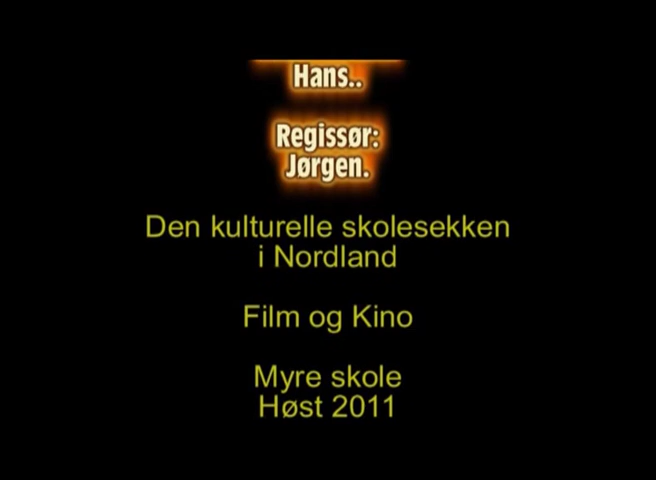 Hans..
Regissør:
Jørgen.
Den kulturelle skolesekken
i Nordland
Film og Kino
Myre skole
Høst 2011